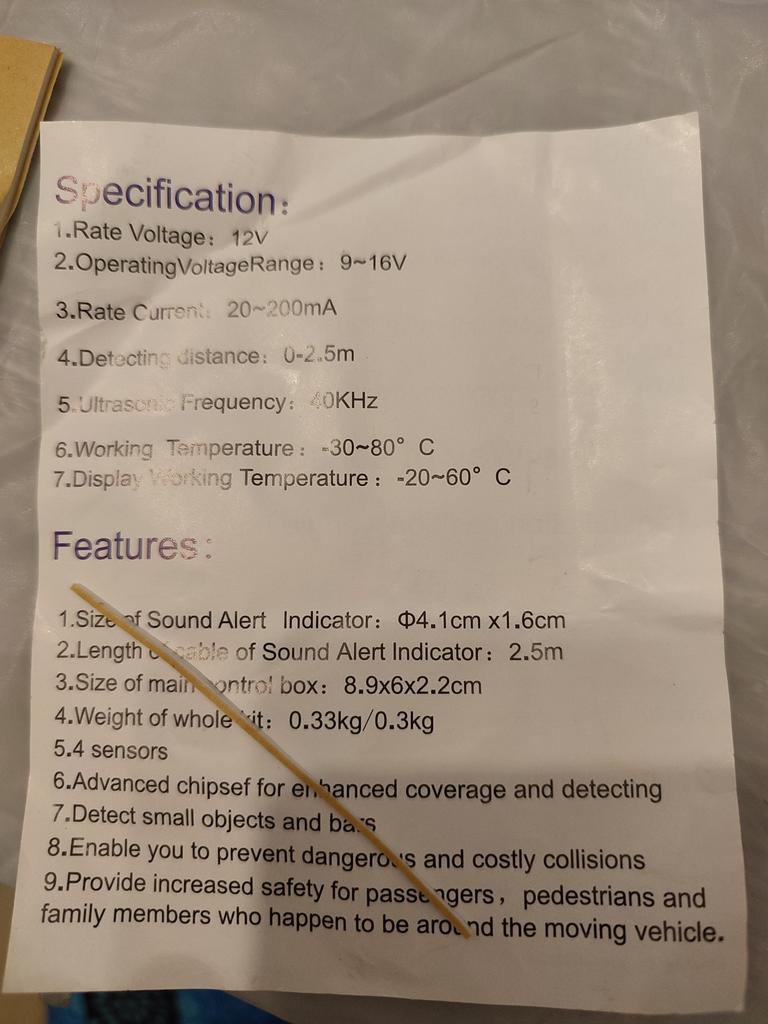 Specification：
1.Rate Voltage：12V
2.OperatingVoltageRange：9~16V
3.Rate Current：20~200mA
4.Detecting distance：0-2.5m
5.Ultrasonic Frequency：40KHz
6.Working Temperature：-30~80° C
7.Display Working Temperature：-20~60° C
Features：
1.Size of Sound Alert Indicator：Φ4.1cm x1.6cm
2.Length of cable of Sound Alert Indicator：2.5m
3.Size of main control box：8.9x6x2.2cm
4.Weight of whole kit：0.33kg/0.3kg
5.4 sensors
6.Advanced chipsef for enhanced coverage and detecting
7.Detect small objects and bars
8.Enable you to prevent dangerous and costly collisions
9.Provide increased safety for passengers，pedestrians and
family members who happen to be around the moving vehicle.